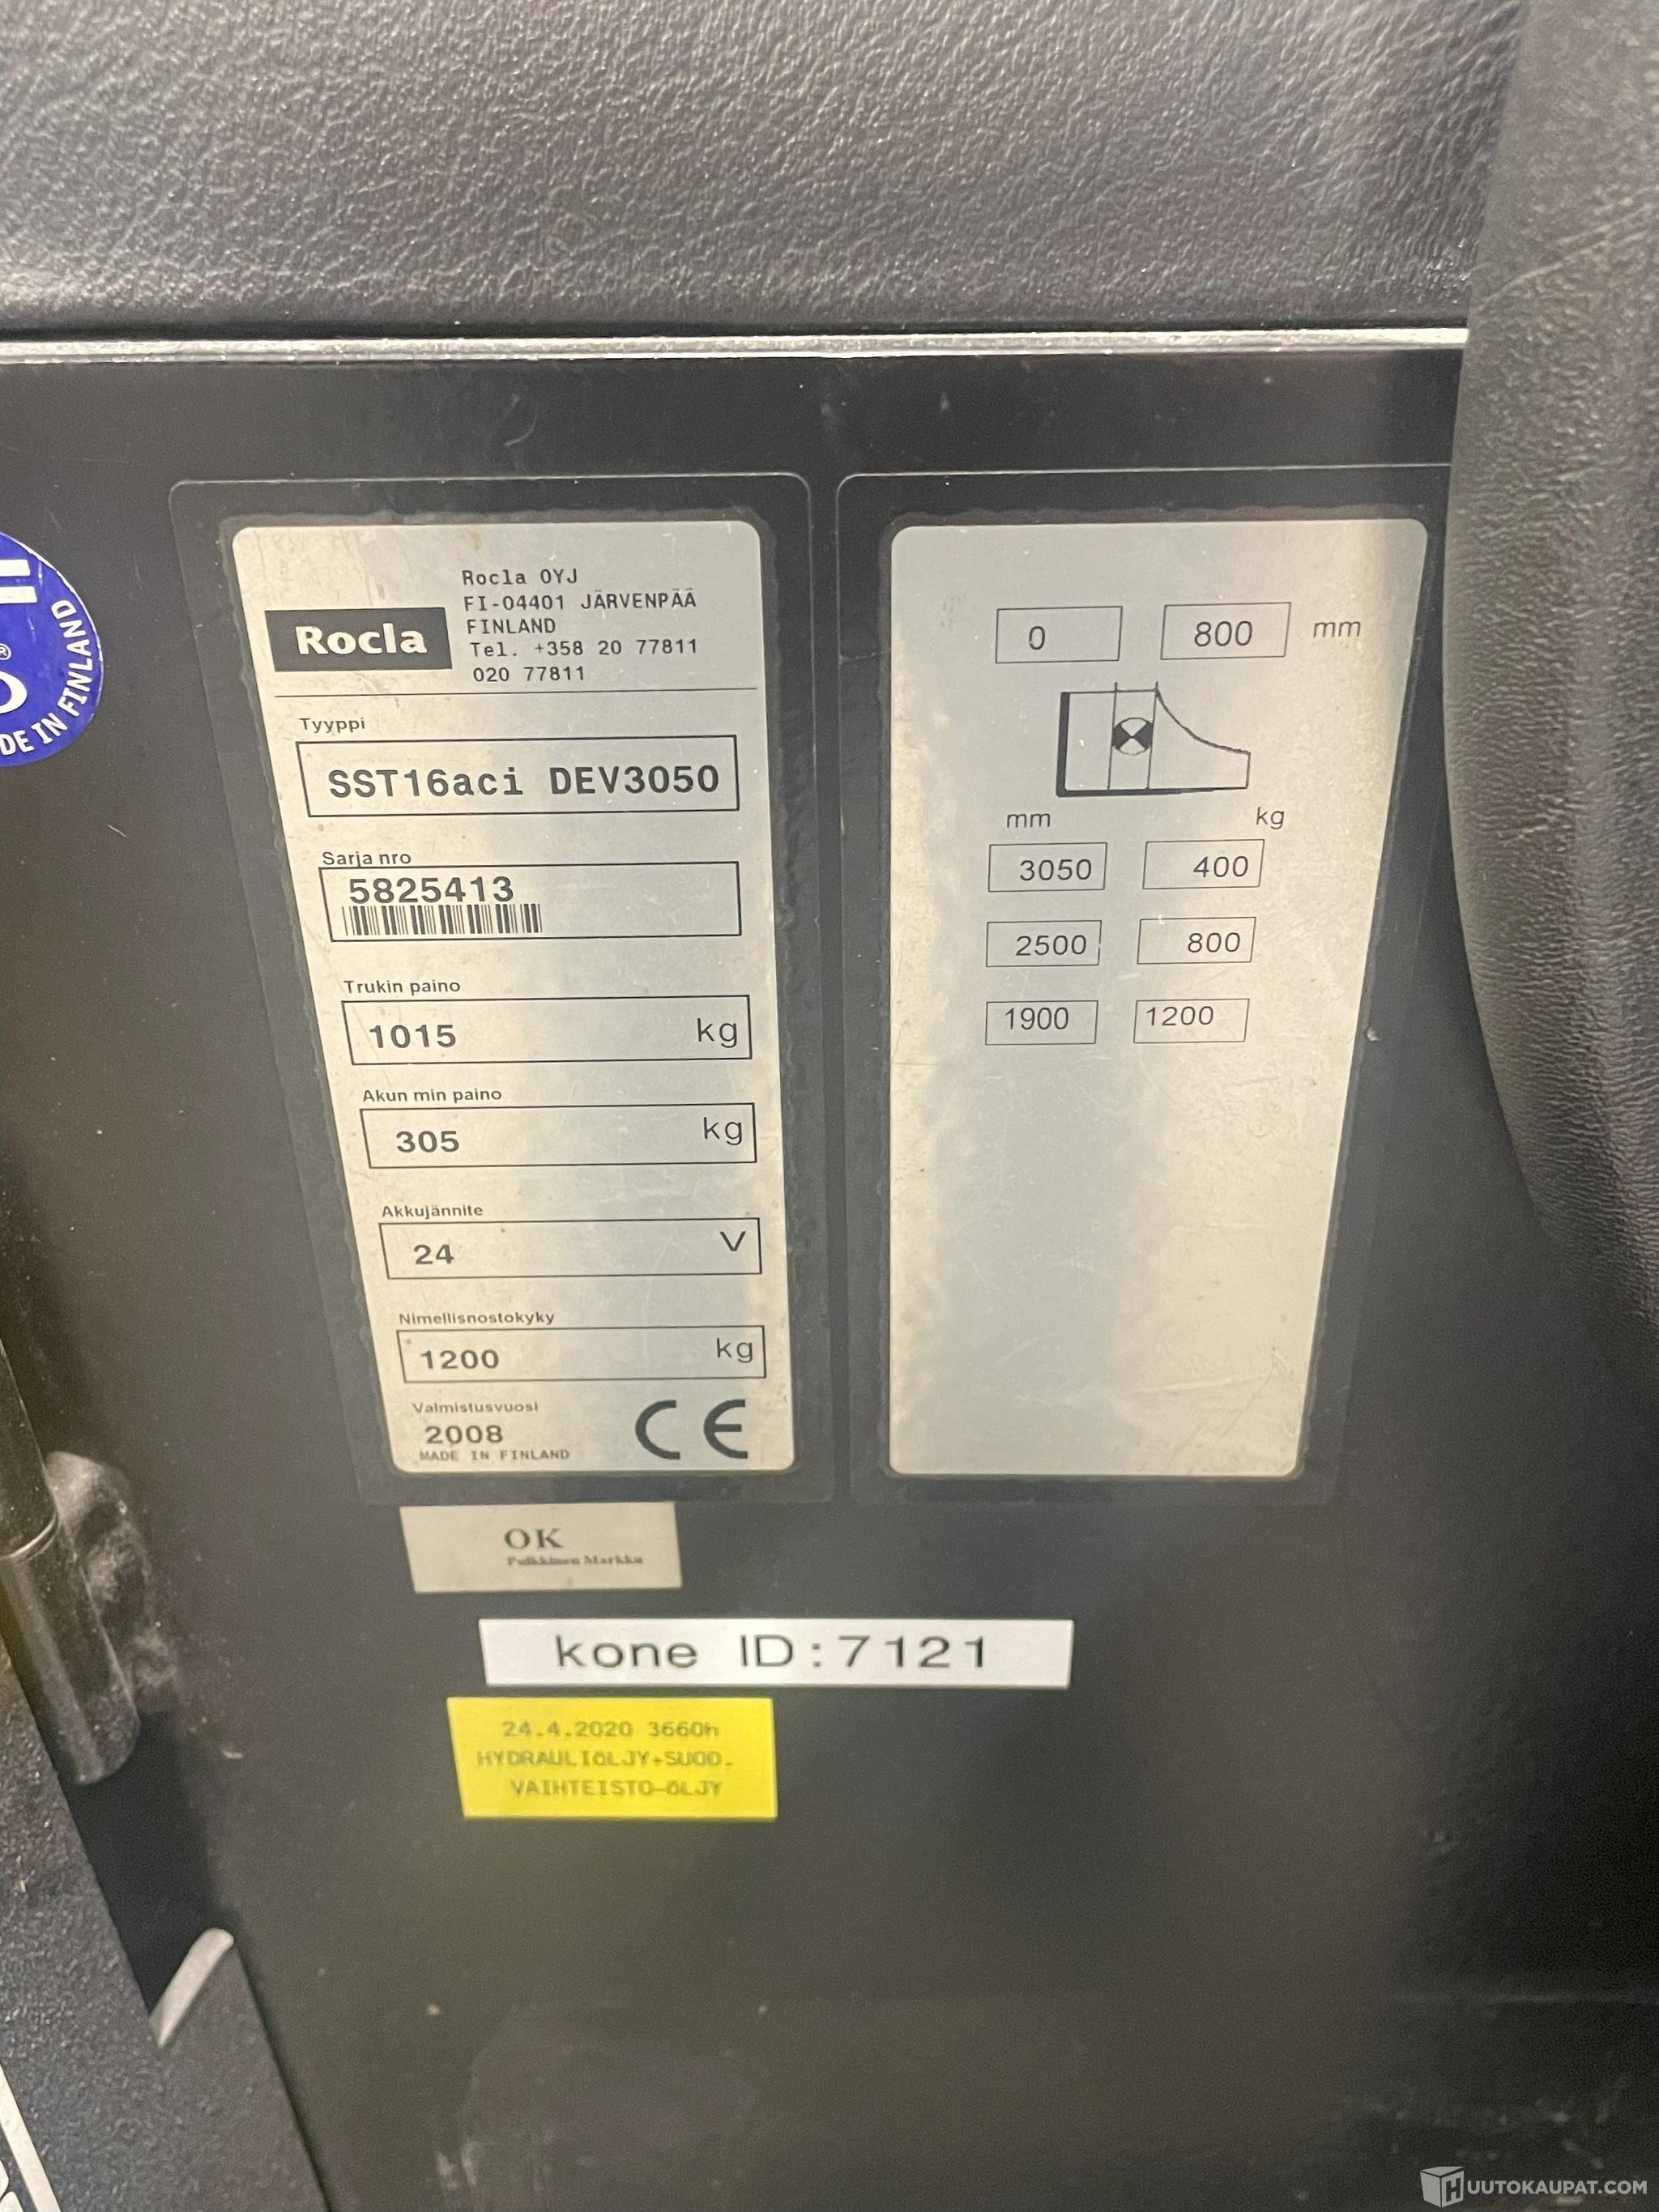 Rocla
Rocla OYJ
FI-04401 JÄRVENPÄÄ
FINLAND
Tel. +358 20 77811
020 77811
Tyyppi
SST16aci DEV3050
Sarja nro
5825413
Trukin paino
1015 kg
Akun min paino
305 kg
Akkujännite
24 V
Nimellisnostokyky
1200 kg
Valmistusvuosi
2008
MADE IN FINLAND
CE
0 800 mm
mm kg
3050 400
2500 800
1900 1200
OK
Pulkkinen Markku
kone ID:7121
24.4.2020 3660h
HYDRAULIÖLJY+SUOD.
VAIHTEISTO-ÖLJY
DE IN FINLAND
®
HUUTOKAUPAT.COM